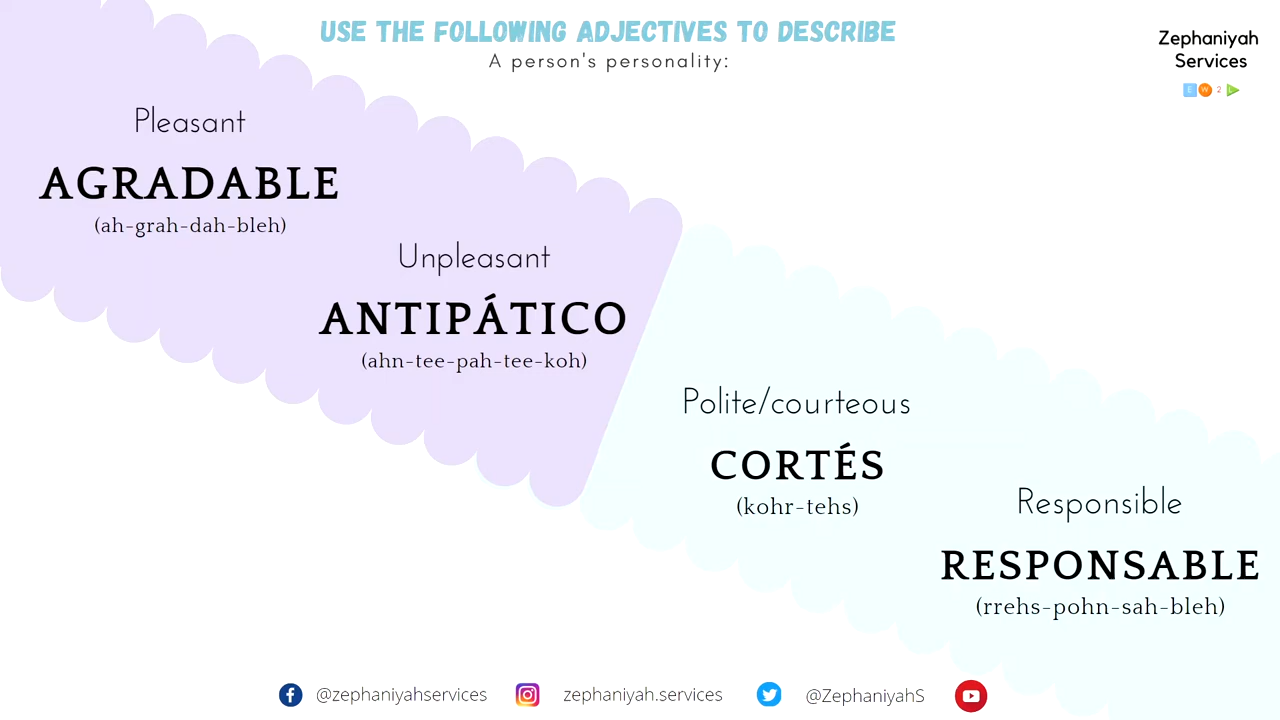 USE THE FOLLOWING ADJECTIVES TO DESCRIBE
A person's personality:
Zephaniyah
Services
E W 2 L
Pleasant
AGRADABLE
(ah-grah-dah-bleh)
Unpleasant
ANTIPÁTICO
(ahn-tee-pah-tee-koh)
Polite/courteous
CORTÉS
(kohr-tehs)
Responsible
RESPONSABLE
(rrehs-pohn-sah-bleh)
@zephaniyahservices zephaniyah.services @ZephaniyahS